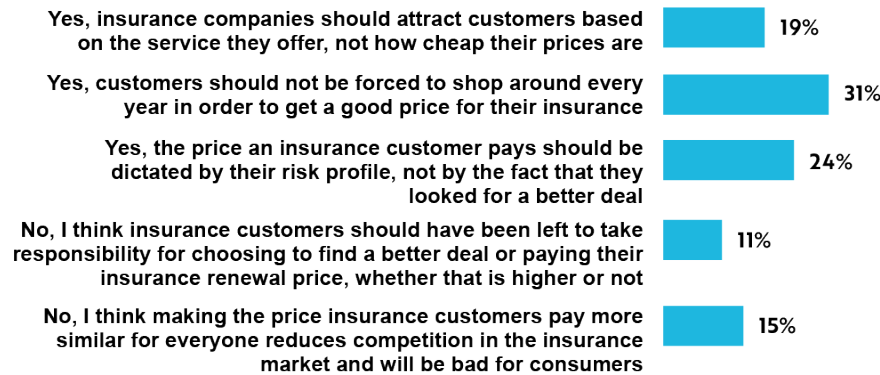 Yes, insurance companies should attract customers based
on the service they offer, not how cheap their prices are
19%
Yes, customers should not be forced to shop around every
year in order to get a good price for their insurance
31%
Yes, the price an insurance customer pays should be
dictated by their risk profile, not by the fact that they
looked for a better deal
24%
No, I think insurance customers should have been left to take
responsibility for choosing to find a better deal or paying their
insurance renewal price, whether that is higher or not
11%
No, I think making the price insurance customers pay more
similar for everyone reduces competition in the insurance
market and will be bad for consumers
15%